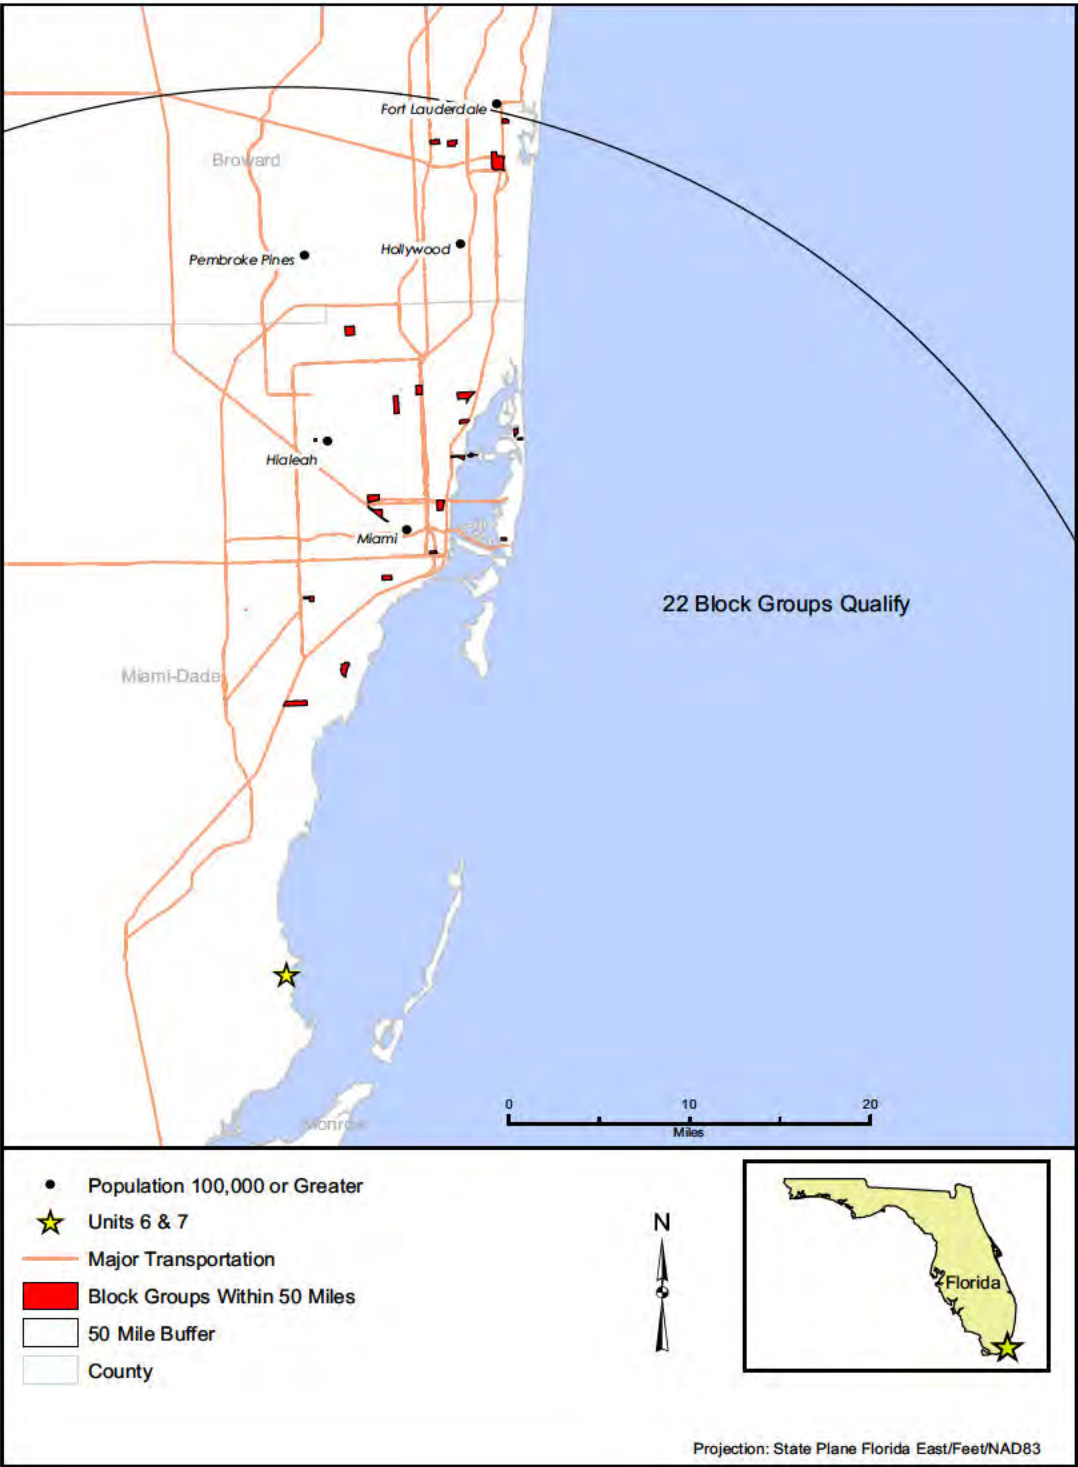 Fort Lauderdale
Broward
Hollywood
Pembroke Pines
Hialeah
Miami
22 Block Groups Qualify
Miami-Dade
0 10 20
Miles
Population 100,000 or Greater
Units 6 & 7
Major Transportation
Block Groups Within 50 Miles
50 Mile Buffer
County
N
Florida
Projection: State Plane Florida East/Feet/NAD83